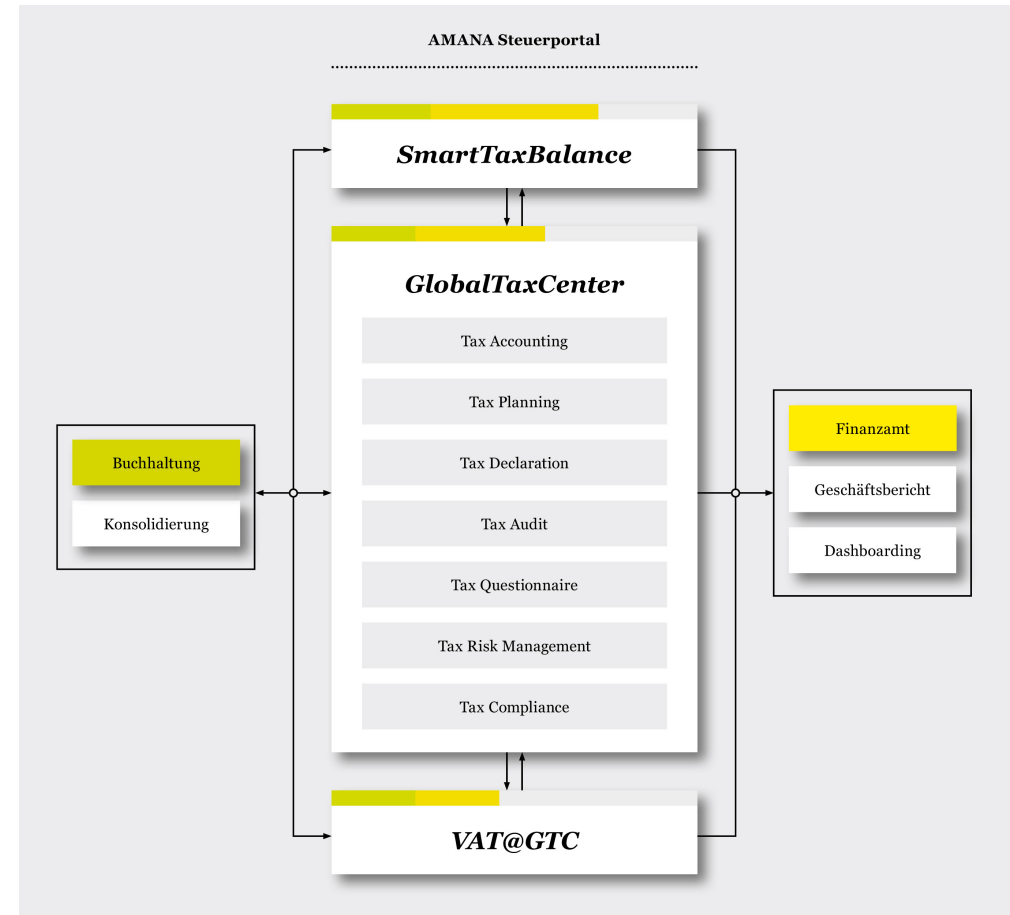 AMANA Steuerportal
SmartTaxBalance
GlobalTaxCenter
Tax Accounting
Tax Planning
Tax Declaration
Tax Audit
Tax Questionnaire
Tax Risk Management
Tax Compliance
VAT@GTC
Buchhaltung
Konsolidierung
Finanzamt
Geschäftsbericht
Dashboarding